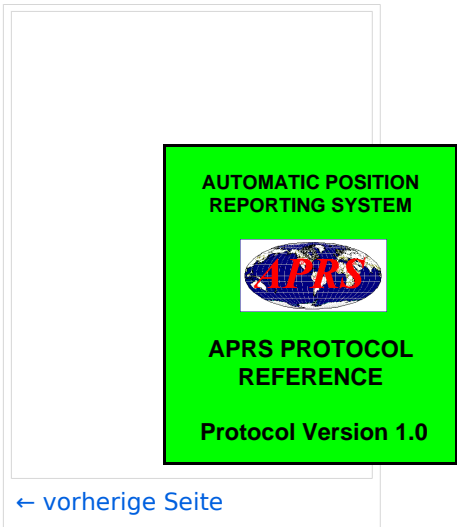 AUTOMATIC POSITION
REPORTING SYSTEM
APRS
APRS PROTOCOL
REFERENCE
Protocol Version 1.0
← vorherige Seite